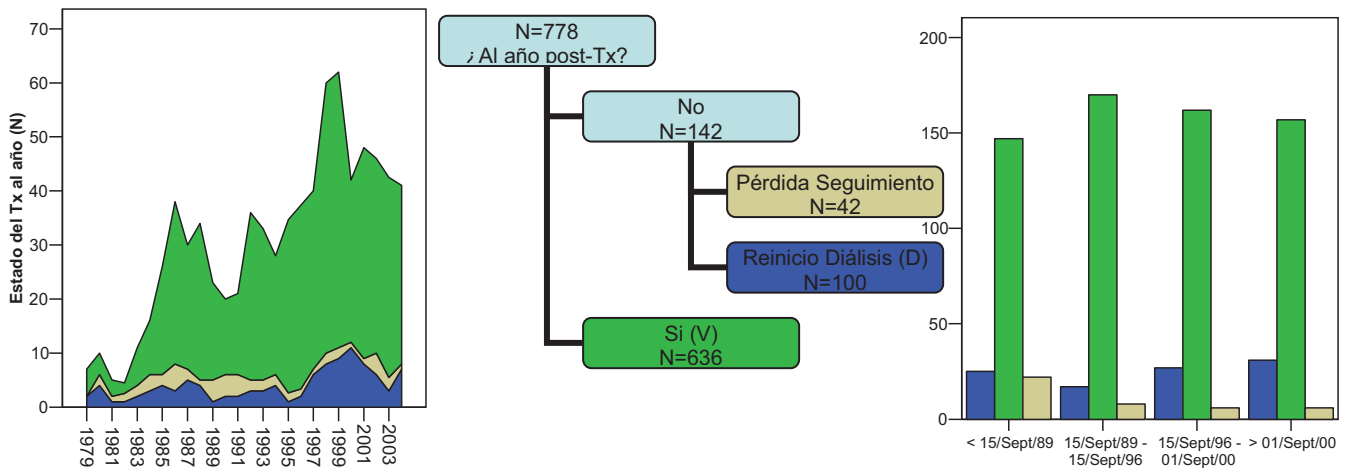 70
60
50
40
30
20
10
0
Estado del Tx al año (N)
1979
1981
1983
1985
1987
1989
1991
1993
1995
1997
1999
2001
2003
N=778
¿Al año post-Tx?
No
N=142
Pérdida Seguimiento
N=42
Reinicio Diálisis (D)
N=100
Si (V)
N=636
200
150
100
50
0
< 15/Sept/89
15/Sept/89 -
15/Sept/96
15/Sept/96 -
01/Sept/00
> 01/Sept/00